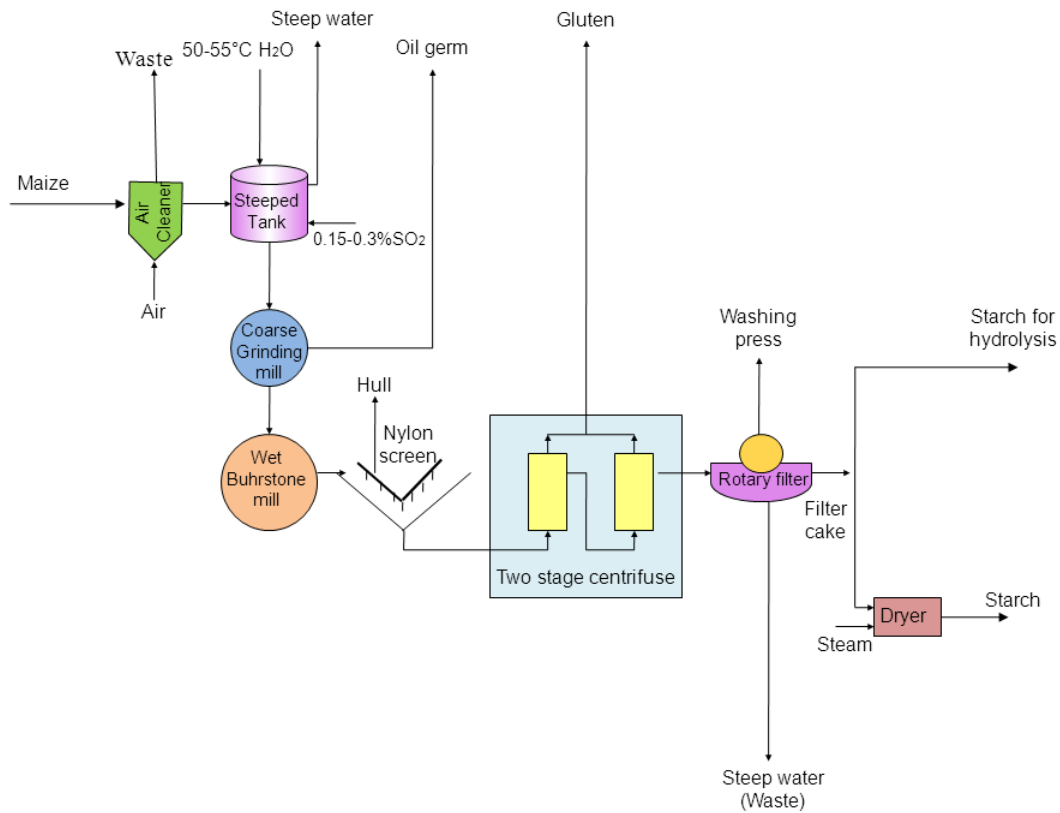 Steep water
Gluten
50-55°C H₂O
Oil germ
Waste
Maize
Air
Cleaner
Steeped
Tank
0.15-0.3%SO₂
Air
Coarse
Grinding
mill
Washing
press
Starch for
hydrolysis
Hull
Nylon
screen
Wet
Buhrstone
mill
Rotary filter
Filter
cake
Two stage centrifuse
Dryer
Starch
Steam
Steep water
(Waste)